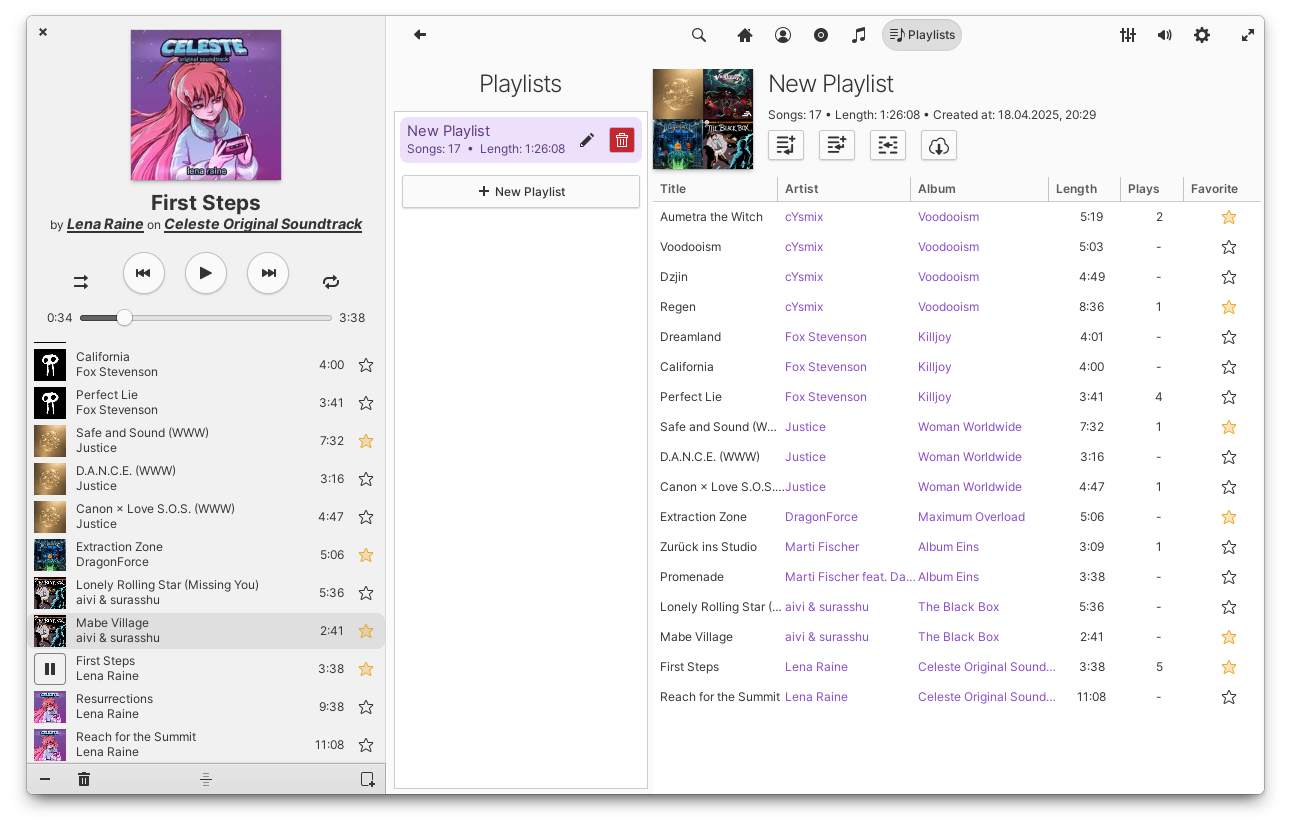 CELESTE
original soundtrack
lena raine
First Steps
by Lena Raine on Celeste Original Soundtrack
0:34 3:38
California 4:00
Fox Stevenson
Perfect Lie 3:41
Fox Stevenson
Safe and Sound (WWW) 7:32
Justice
D.A.N.C.E. (WWW) 3:16
Justice
Canon × Love S.O.S. (WWW) 4:47
Justice
Extraction Zone 5:06
DragonForce
Lonely Rolling Star (Missing You) 5:36
aivi & surasshu
Mabe Village 2:41
aivi & surasshu
First Steps 3:38
Lena Raine
Resurrections 9:38
Lena Raine
Reach for the Summit 11:08
Lena Raine
Playlists
Playlists
New Playlist
Songs: 17 • Length: 1:26:08
+ New Playlist
VOODOOISM
THE BLACK BOX
New Playlist
Songs: 17 • Length: 1:26:08 • Created at: 18.04.2025, 20:29
Title Artist Album Length Plays Favorite
Aumetra the Witch cYsmix Voodooism 5:19 2
Voodooism cYsmix Voodooism 5:03 -
Dzjin cYsmix Voodooism 4:49 -
Regen cYsmix Voodooism 8:36 1
Dreamland Fox Stevenson Killjoy 4:01 -
California Fox Stevenson Killjoy 4:00 -
Perfect Lie Fox Stevenson Killjoy 3:41 4
Safe and Sound (W... Justice Woman Worldwide 7:32 1
D.A.N.C.E. (WWW) Justice Woman Worldwide 3:16 -
Canon × Love S.O.S.... Justice Woman Worldwide 4:47 1
Extraction Zone DragonForce Maximum Overload 5:06 -
Zurück ins Studio Marti Fischer Album Eins 3:09 1
Promenade Marti Fischer feat. Da... Album Eins 3:38 -
Lonely Rolling Star (... aivi & surasshu The Black Box 5:36 -
Mabe Village aivi & surasshu The Black Box 2:41 -
First Steps Lena Raine Celeste Original Sound... 3:38 5
Reach for the Summit Lena Raine Celeste Original Sound... 11:08 -